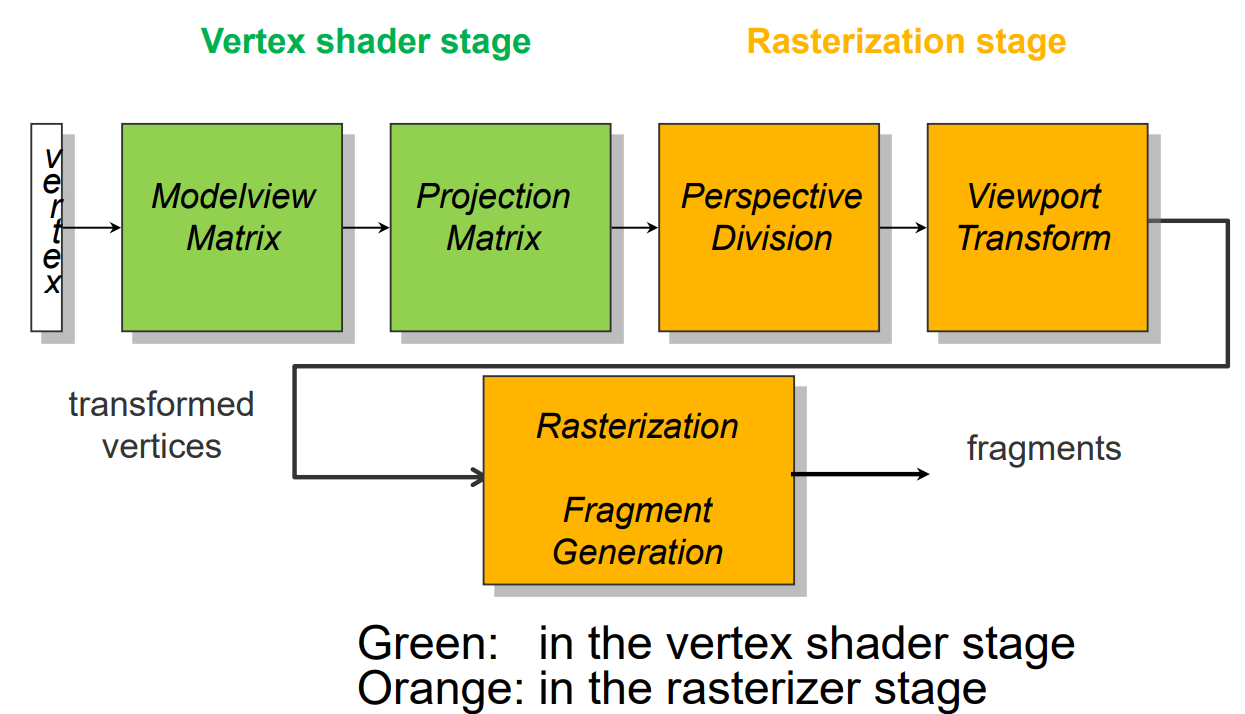 Vertex shader stage
Rasterization stage
vertex
Modelview
Matrix
Projection
Matrix
Perspective
Division
Viewport
Transform
transformed
vertices
Rasterization
Fragment
Generation
fragments
Green: in the vertex shader stage
Orange: in the rasterizer stage